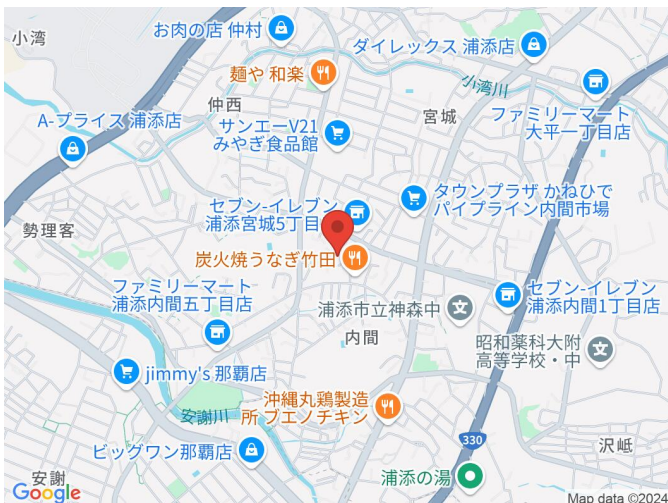 小湾
お肉の店 仲村
ダイレックス 浦添店
麺や 和楽
小湾川
仲西
宮城
ファミリーマート
大平一丁目店
A-プライス 浦添店
サンエーV21
みやぎ食品館
タウンプラザ かねひで
パイプライン内間市場
セブン-イレブン
浦添宮城5丁目
勢理客
炭火焼うなぎ竹田
ファミリーマート
浦添内間五丁目店
セブン-イレブン
浦添内間1丁目店
浦添市立神森中
内間
昭和薬科大附
高等学校・中
jimmy's 那覇店
沖縄丸鶏製造
所 ブエノチキン
安謝川
ビッグワン那覇店
330
沢岻
浦添の湯
安謝
Google
Map data ©2024